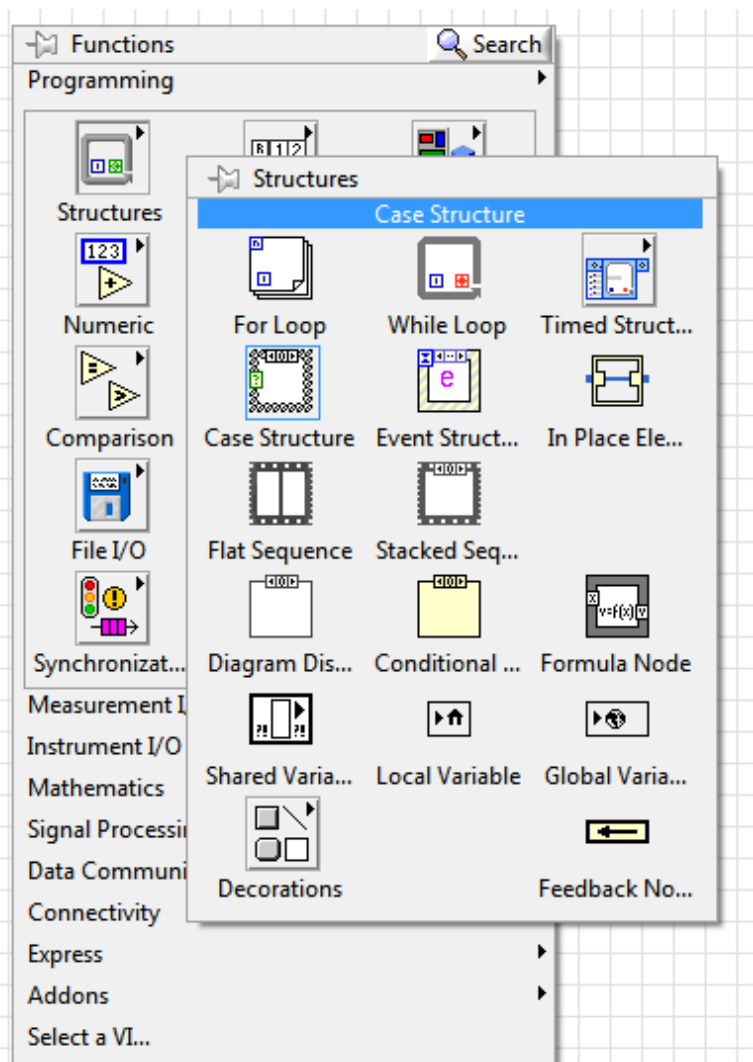 Functions Search
Programming
Structures
Case Structure
Structures
For Loop While Loop Timed Struct...
Numeric
Case Structure Event Struct... In Place Ele...
Comparison
Flat Sequence Stacked Seq...
File I/O
Diagram Dis... Conditional ... Formula Node
Synchronizat...
Shared Varia... Local Variable Global Varia...
Decorations Feedback No...
Measurement I
Instrument I/O
Mathematics
Signal Processi
Data Communi
Connectivity
Express
Addons
Select a VI...